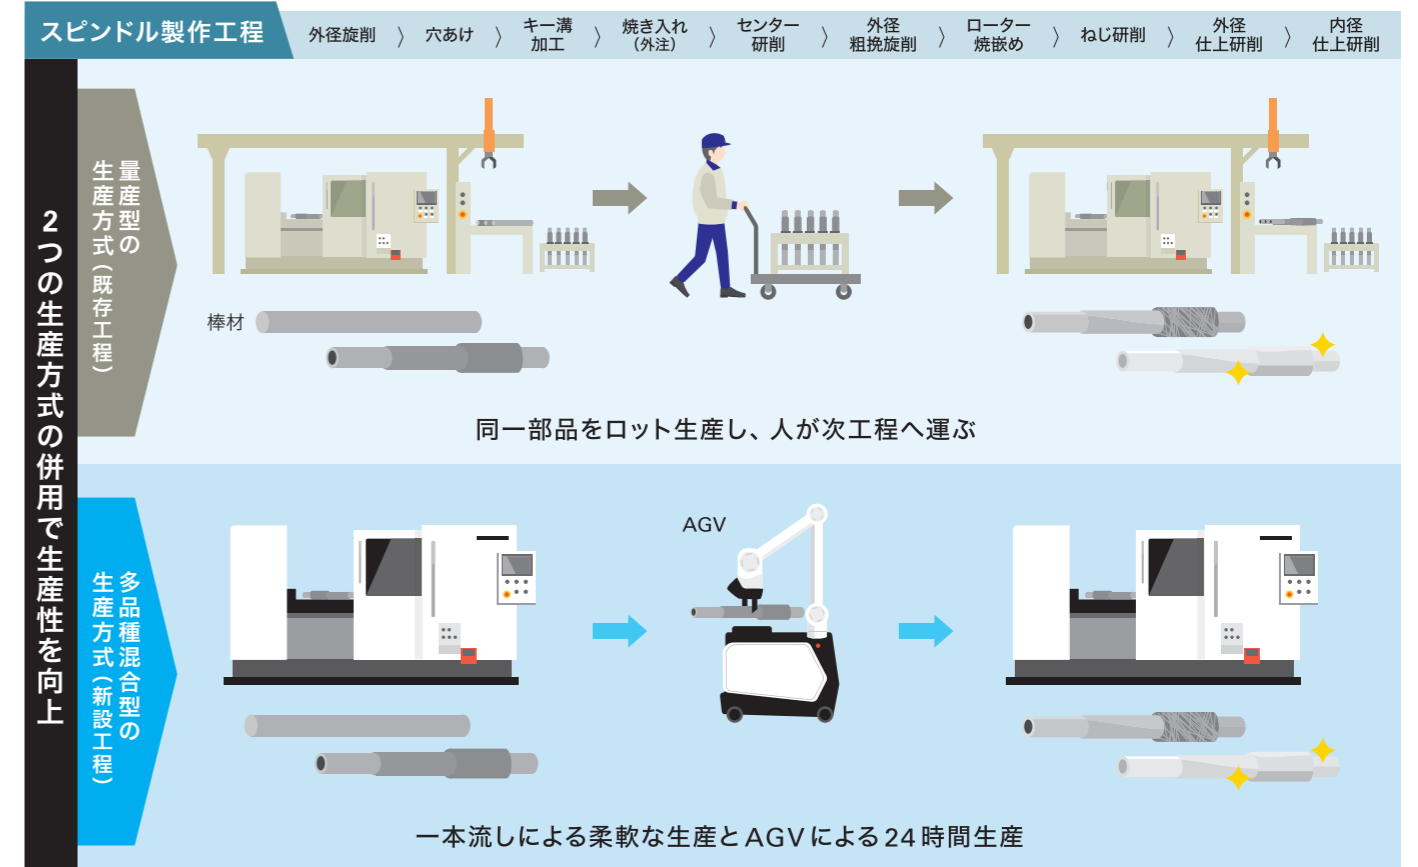 スピンドル製作工程
外径旋削 〉 穴あけ 〉 キー溝加工 〉 焼き入れ（外注） 〉 センター研削 〉 外径粗挽旋削 〉 ローター焼嵌め 〉 ねじ研削 〉 外径仕上研削 〉 内径仕上研削
2つの生産方式の併用で生産性を向上
量産型の
生産方式（既存工程）
棒材
同一部品をロット生産し、人が次工程へ運ぶ
多品種混合型の
生産方式（新設工程）
AGV
一本流しによる柔軟な生産とAGVによる24時間生産